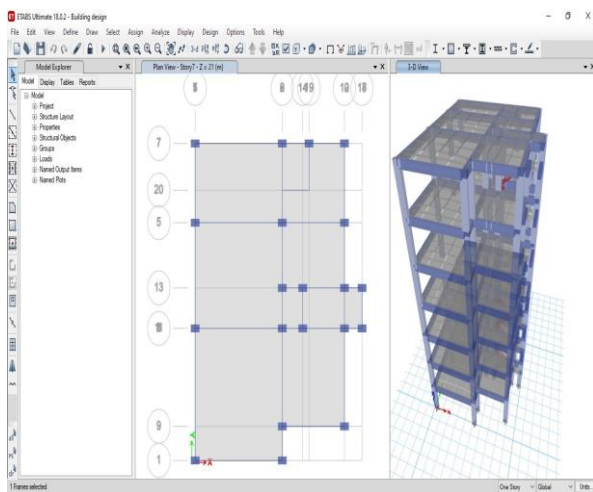 ETABS Ultimate 18.0.2 - Building design
File Edit View Define Draw Select Assign Analyze Display Design Options Tools Help
Model Explorer
Plan View - Story7 - Z = 21 (m)
3-D View
Model Display Tables Reports
Model
Project
Structure Layout
Properties
Structural Objects
Groups
Loads
Named Output Items
Named Plots
7
20
5
13
9
1
X
1 Frames selected
One Story
Global
Units...